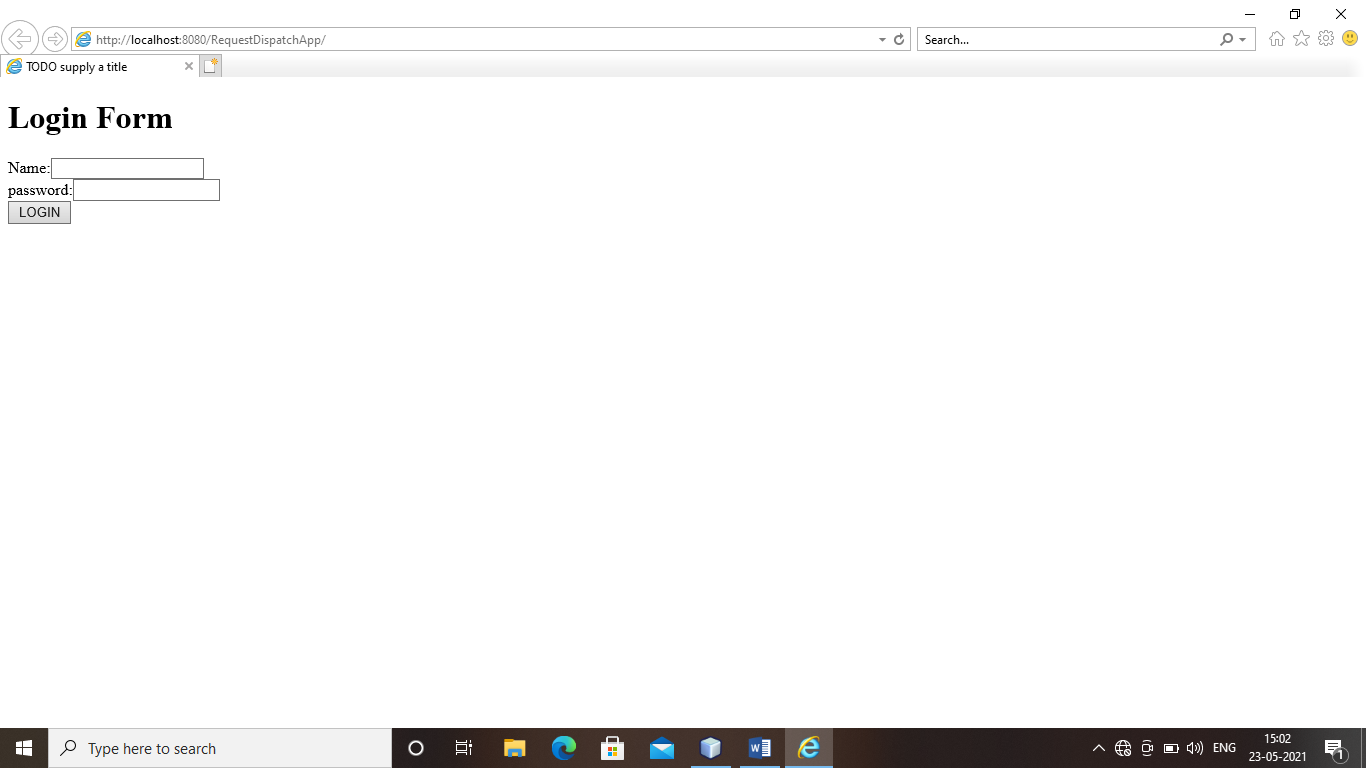 http://localhost:8080/RequestDispatchApp/
Search...
TODO supply a title
Login Form
Name:
password:
LOGIN
Type here to search
W
ENG
15:02
23-05-2021
1